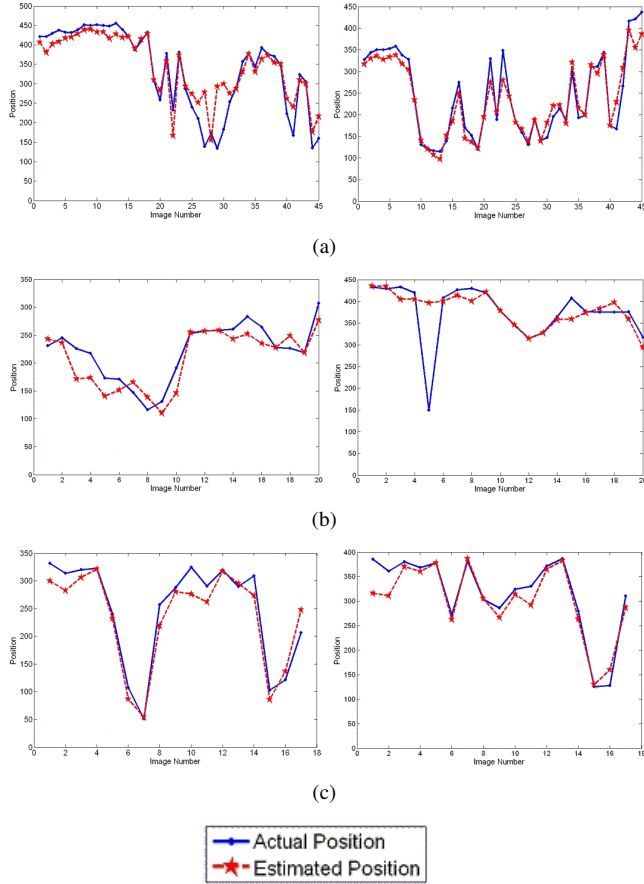 Position
500 450 400 350 300 250 200 150 100 50 0
0 5 10 15 20 25 30 35 40 45
Image Number
Position
450 400 350 300 250 200 150 100 50 0
0 5 10 15 20 25 30 35 40 45
Image Number
(a)
Position
350 300 250 200 150 100 50 0
0 2 4 6 8 10 12 14 16 18 20
Image Number
Position
450 400 350 300 250 200 150 100 50 0
0 2 4 6 8 10 12 14 16 18 20
Image Number
(b)
Position
350 300 250 200 150 100 50 0
0 2 4 6 8 10 12 14 16 18
Image Number
Position
400 350 300 250 200 150 100 50 0
0 2 4 6 8 10 12 14 16 18
Image Number
(c)
Actual Position
Estimated Position